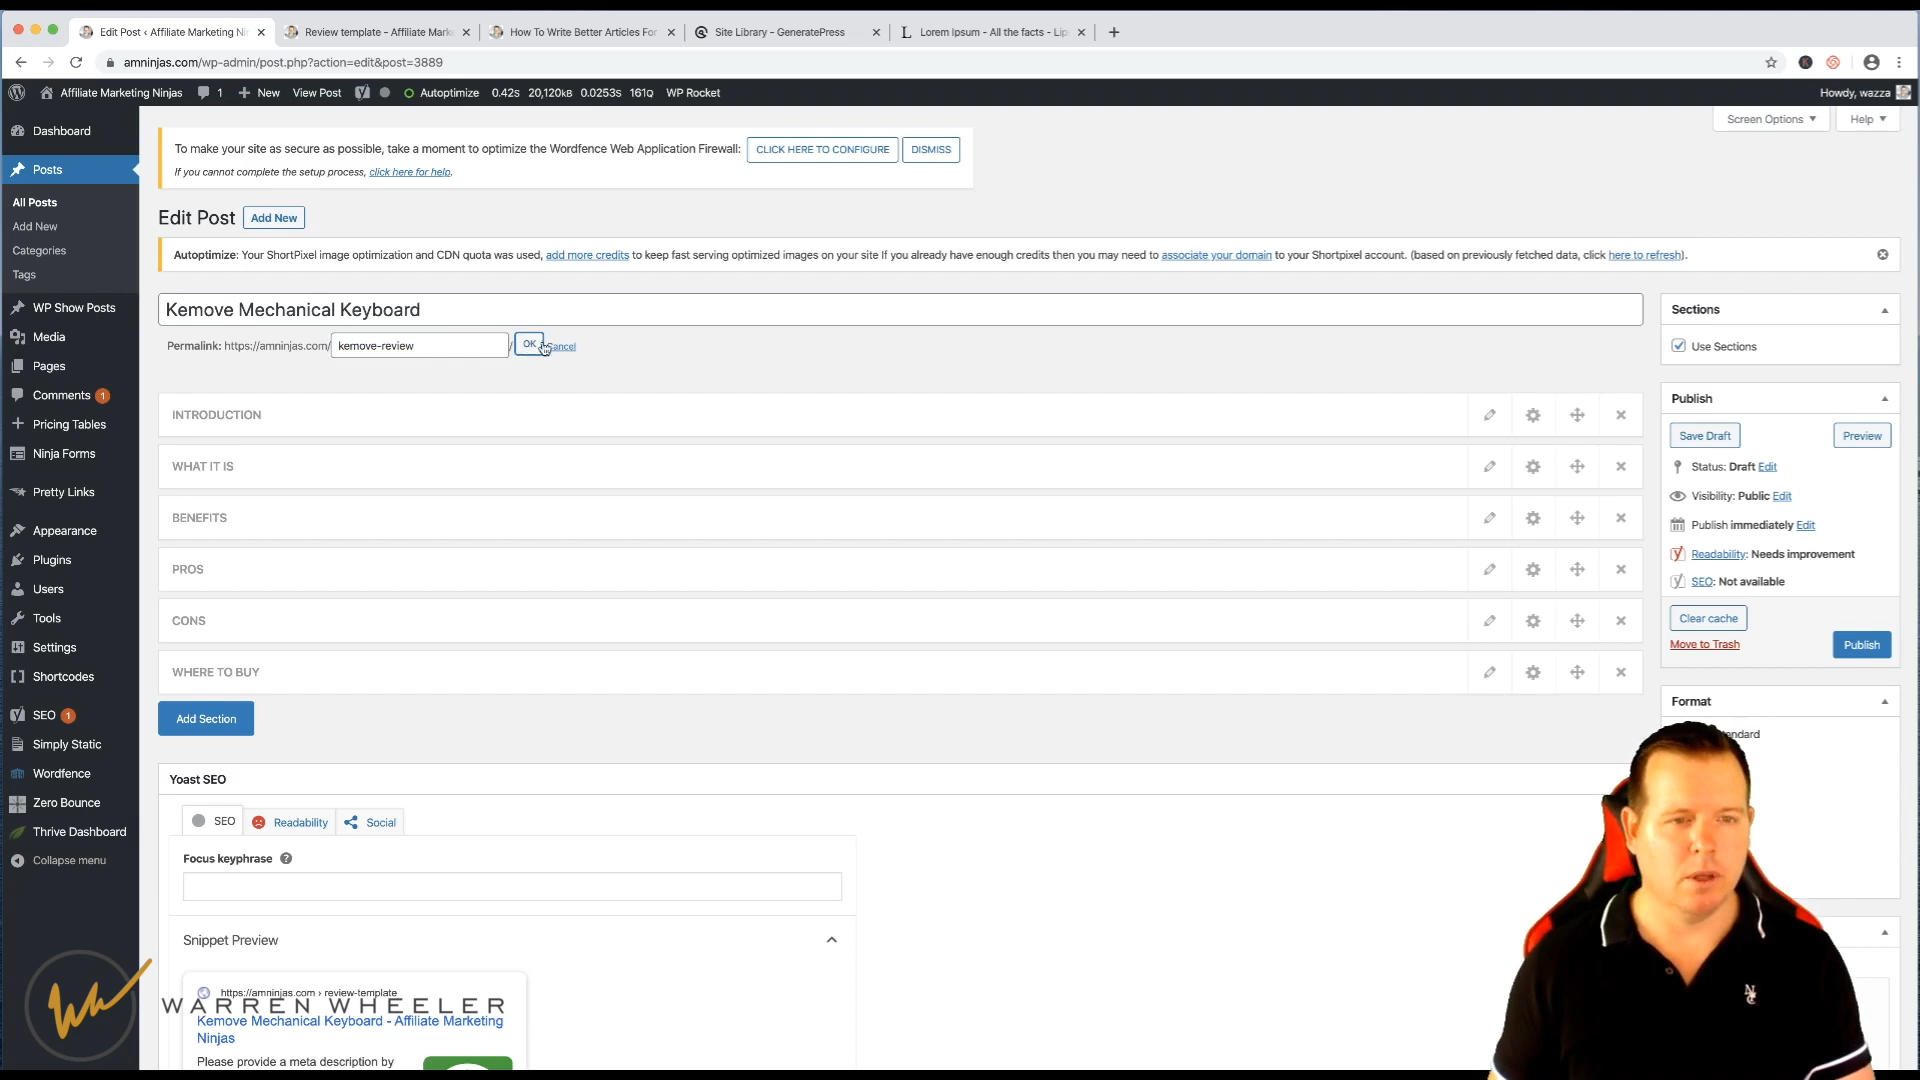 Edit Post ‹ Affiliate Marketing Nin
Review template - Affiliate Mark
How To Write Better Articles For
Site Library - GeneratePress
Lorem Ipsum - All the facts - Lip
amninjas.com/wp-admin/post.php?action=edit&post=3889
Affiliate Marketing Ninjas 1 New View Post Autoptimize 0.42s 20,120kB 0.0253s 161Q WP Rocket Howdy, wazza
Screen Options
Help
Dashboard
Posts
All Posts
Add New
Categories
Tags
WP Show Posts
Media
Pages
Comments 1
Pricing Tables
Ninja Forms
Pretty Links
Appearance
Plugins
Users
Tools
Settings
Shortcodes
SEO 1
Simply Static
Wordfence
Zero Bounce
Thrive Dashboard
Collapse menu
To make your site as secure as possible, take a moment to optimize the Wordfence Web Application Firewall: CLICK HERE TO CONFIGURE DISMISS
If you cannot complete the setup process, click here for help.
Edit Post Add New
Autoptimize: Your ShortPixel image optimization and CDN quota was used, add more credits to keep fast serving optimized images on your site If you already have enough credits then you may need to associate your domain to your Shortpixel account. (based on previously fetched data, click here to refresh).
Kemove Mechanical Keyboard
Permalink: https://amninjas.com/ kemove-review / OK Cancel
INTRODUCTION
WHAT IT IS
BENEFITS
PROS
CONS
WHERE TO BUY
Add Section
Yoast SEO
SEO Readability Social
Focus keyphrase
Snippet Preview
https://amninjas.com › review-template
Kemove Mechanical Keyboard - Affiliate Marketing
Ninjas
Please provide a meta description by
WARREN WHEELER
Sections
Use Sections
Publish
Save Draft Preview
Status: Draft Edit
Visibility: Public Edit
Publish immediately Edit
Readability: Needs improvement
SEO: Not available
Clear cache
Move to Trash Publish
Format